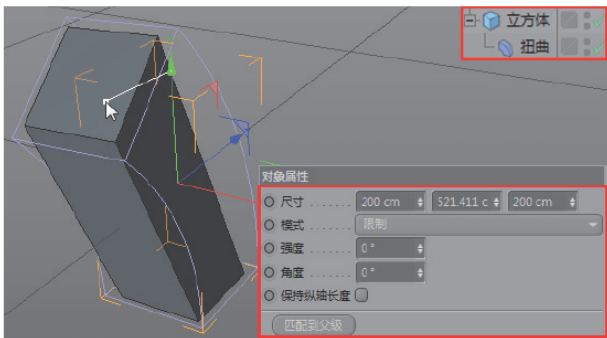 立方体
扭曲
对象属性
尺寸 ....... 200 cm 521.411 c 200 cm
模式 ....... 限制
强度 ....... 0 °
角度 ....... 0 °
保持纵轴长度
匹配到父级